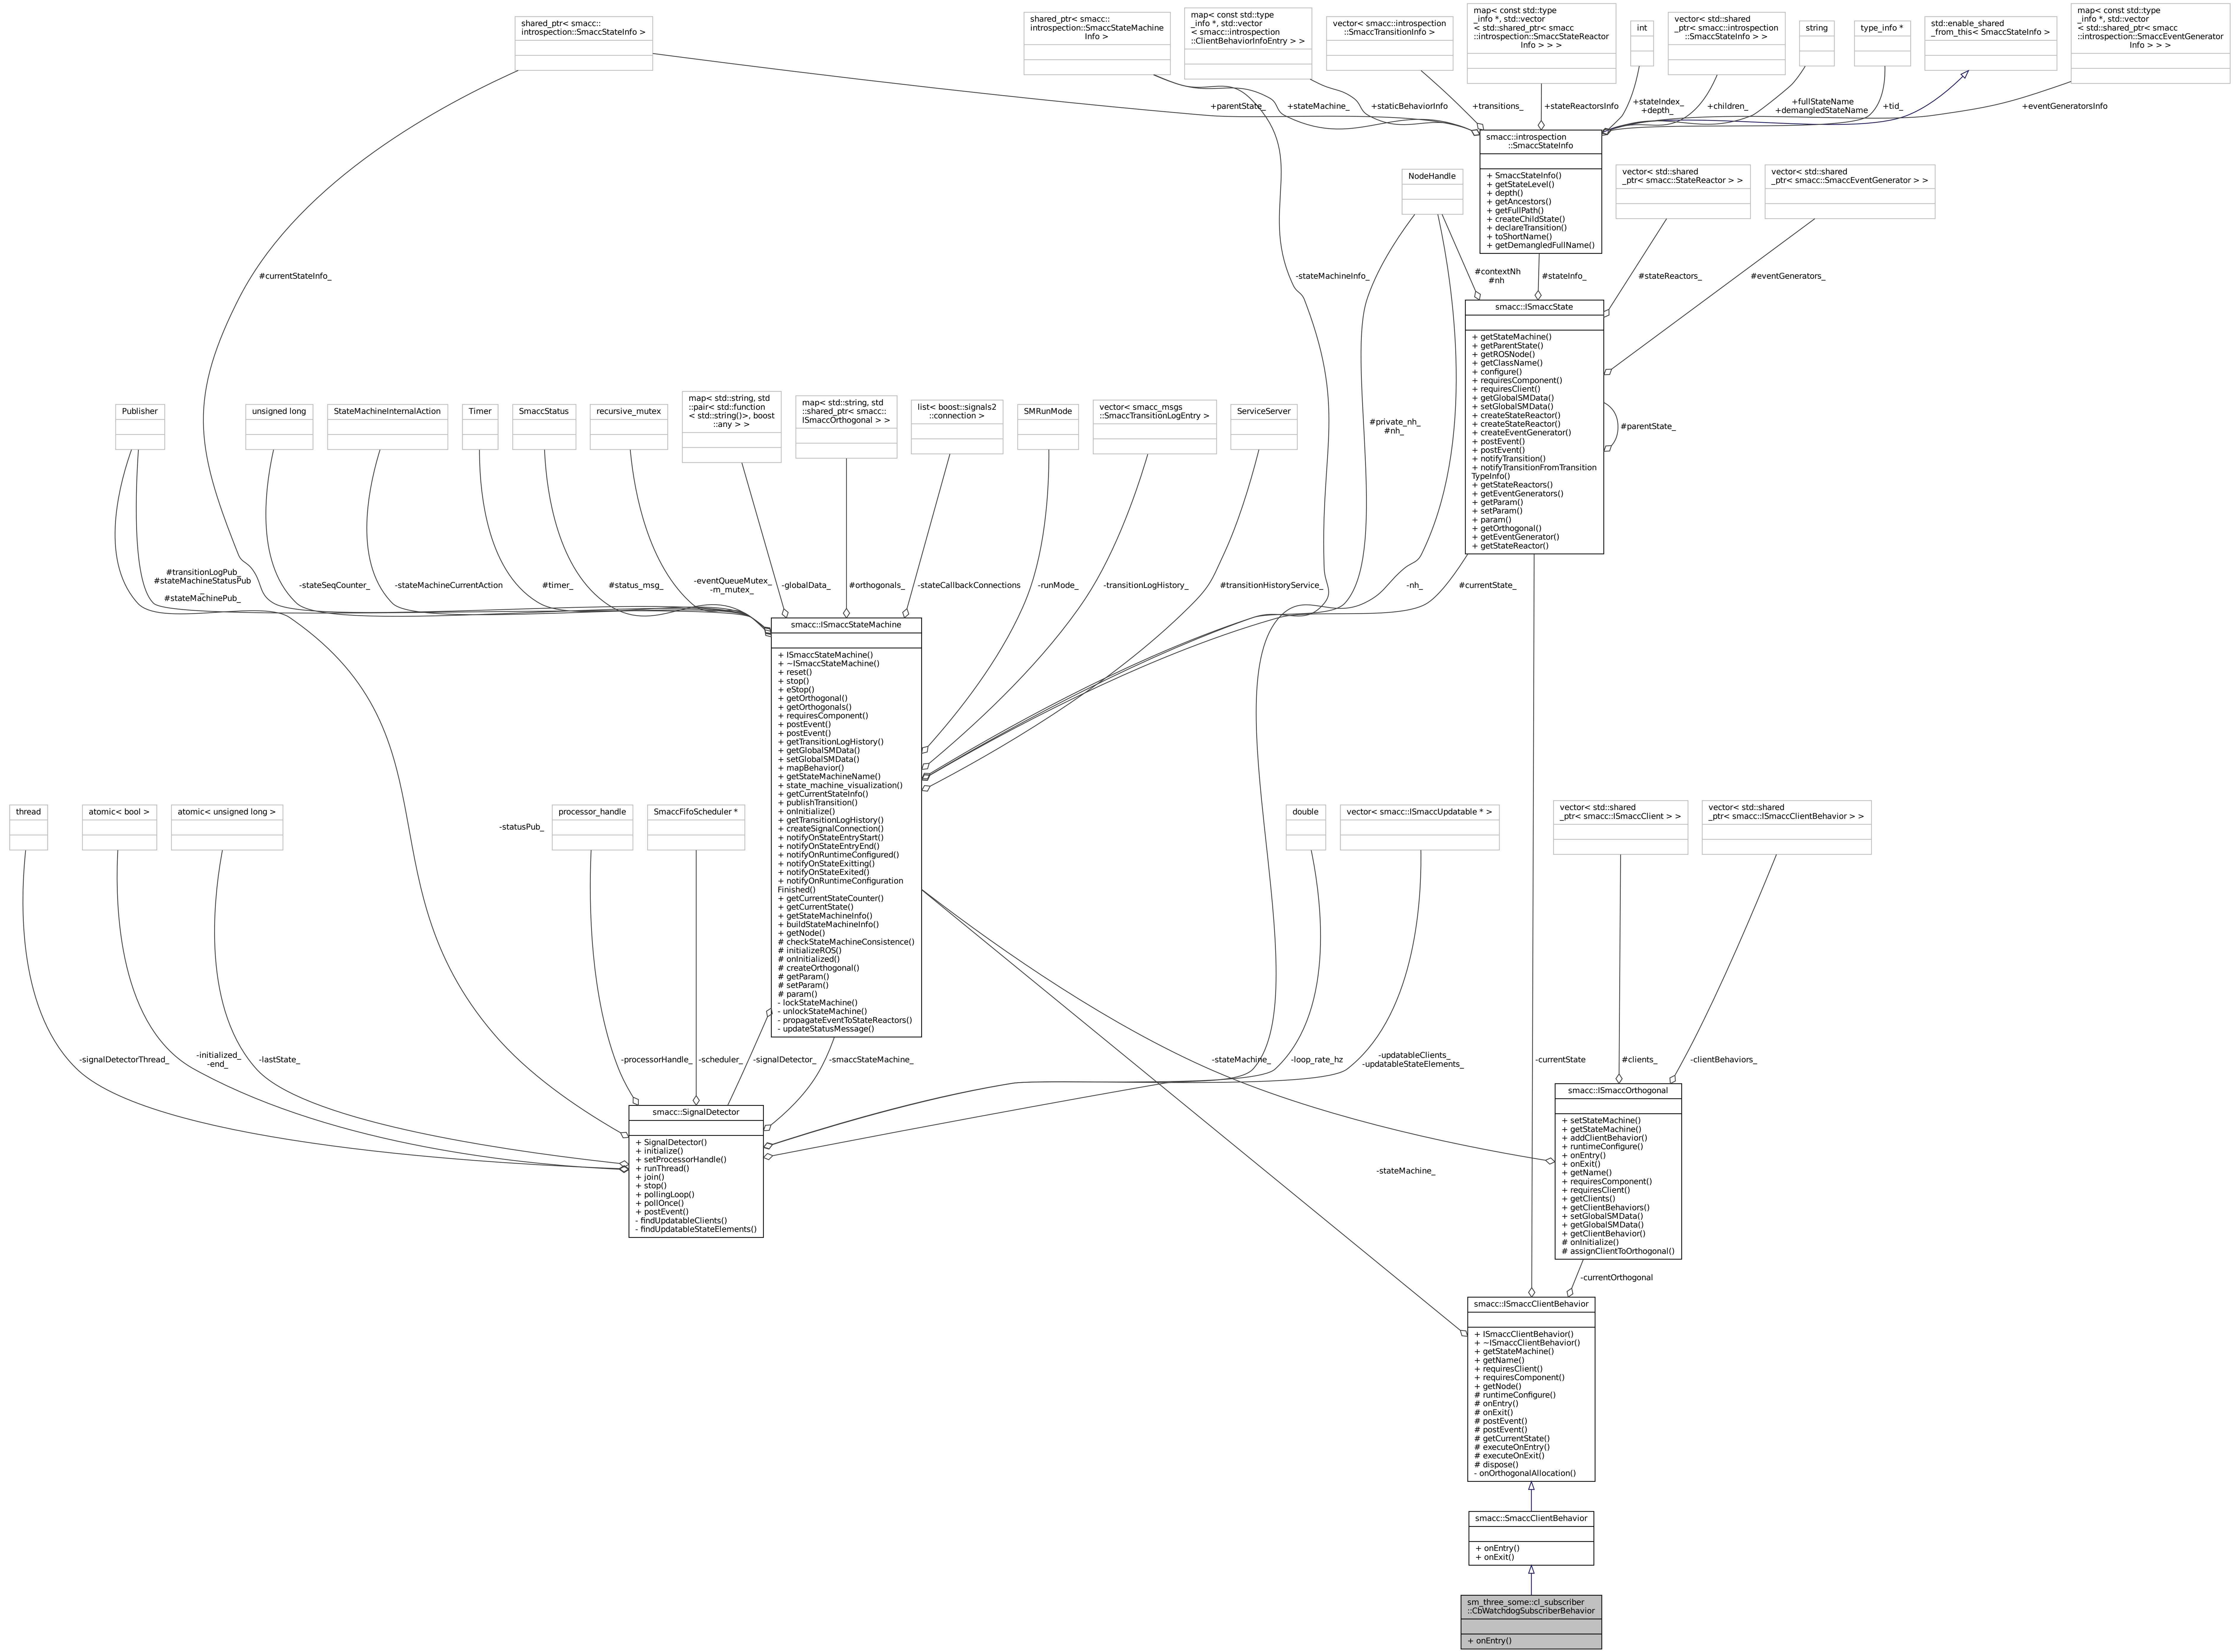 shared_ptr< smacc::
introspection::SmaccStateInfo >
shared_ptr< smacc::
introspection::SmaccStateMachine
Info >
map< const std::type
_info *, std::vector
< smacc::introspection
::ClientBehaviorInfoEntry > >
vector< smacc::introspection
::SmaccTransitionInfo >
map< const std::type
_info *, std::vector
< std::shared_ptr< smacc
::introspection::SmaccStateReactor
Info > > >
int
vector< std::shared
_ptr< smacc::introspection
::SmaccStateInfo > >
string
type_info *
std::enable_shared
_from_this< SmaccStateInfo >
map< const std::type
_info *, std::vector
< std::shared_ptr< smacc
::introspection::SmaccEventGenerator
Info > > >
+parentState_
+stateMachine_
+staticBehaviorInfo
+transitions_
+stateReactorsInfo
+stateIndex_
+depth_
+children_
+fullStateName
+demangledStateName
+tid_
+eventGeneratorsInfo
smacc::introspection
::SmaccStateInfo
+ SmaccStateInfo()
+ getStateLevel()
+ depth()
+ getAncestors()
+ getFullPath()
+ createChildState()
+ declareTransition()
+ toShortName()
+ getDemangledFullName()
NodeHandle
vector< std::shared
_ptr< smacc::StateReactor > >
vector< std::shared
_ptr< smacc::SmaccEventGenerator > >
#currentStateInfo_
-stateMachineInfo_
#contextNh
#nh
#stateInfo_
#stateReactors_
#eventGenerators_
smacc::ISmaccState
+ getStateMachine()
+ getParentState()
+ getROSNode()
+ getClassName()
+ configure()
+ requiresComponent()
+ requiresClient()
+ getGlobalSMData()
+ setGlobalSMData()
+ createStateReactor()
+ createStateReactor()
+ createEventGenerator()
+ postEvent()
+ postEvent()
+ notifyTransition()
+ notifyTransitionFromTransition
TypeInfo()
+ getStateReactors()
+ getEventGenerators()
+ getParam()
+ setParam()
+ param()
+ getOrthogonal()
+ getEventGenerator()
+ getStateReactor()
#parentState_
#private_nh_
#nh_
Publisher
unsigned long
StateMachineInternalAction
Timer
SmaccStatus
recursive_mutex
map< std::string, std
::pair< std::function
< std::string()>, boost
::any > >
map< std::string, std
::shared_ptr< smacc::
ISmaccOrthogonal > >
list< boost::signals2
::connection >
SMRunMode
vector< smacc_msgs
::SmaccTransitionLogEntry >
ServiceServer
#transitionLogPub_
#stateMachineStatusPub
_
#stateMachinePub_
-stateSeqCounter_
-stateMachineCurrentAction
#timer_
#status_msg_
-eventQueueMutex_
-m_mutex_
-globalData_
#orthogonals_
-stateCallbackConnections
-runMode_
-transitionLogHistory_
#transitionHistoryService_
-nh_
#currentState_
smacc::ISmaccStateMachine
+ ISmaccStateMachine()
+ ~ISmaccStateMachine()
+ reset()
+ stop()
+ eStop()
+ getOrthogonal()
+ getOrthogonals()
+ requiresComponent()
+ postEvent()
+ postEvent()
+ getTransitionLogHistory()
+ getGlobalSMData()
+ setGlobalSMData()
+ mapBehavior()
+ getStateMachineName()
+ state_machine_visualization()
+ getCurrentStateInfo()
+ publishTransition()
+ onInitialize()
+ getTransitionLogHistory()
+ createSignalConnection()
+ notifyOnStateEntryStart()
+ notifyOnStateEntryEnd()
+ notifyOnRuntimeConfigured()
+ notifyOnStateExitting()
+ notifyOnStateExited()
+ notifyOnRuntimeConfiguration
Finished()
+ getCurrentStateCounter()
+ getCurrentState()
+ getStateMachineInfo()
+ buildStateMachineInfo()
+ getNode()
# checkStateMachineConsistence()
# initializeROS()
# onInitialized()
# createOrthogonal()
# getParam()
# setParam()
# param()
- lockStateMachine()
- unlockStateMachine()
- propagateEventToStateReactors()
- updateStatusMessage()
thread
atomic< bool >
atomic< unsigned long >
-statusPub_
processor_handle
SmaccFifoScheduler *
double
vector< smacc::ISmaccUpdatable * >
vector< std::shared
_ptr< smacc::ISmaccClient > >
vector< std::shared
_ptr< smacc::ISmaccClientBehavior > >
-signalDetectorThread_
-initialized_
-end_
-lastState_
-processorHandle_
-scheduler_
-signalDetector_
-smaccStateMachine_
-stateMachine_
-loop_rate_hz
-updatableClients_
-updatableStateElements_
-currentState
#clients_
-clientBehaviors_
smacc::SignalDetector
+ SignalDetector()
+ initialize()
+ setProcessorHandle()
+ runThread()
+ join()
+ stop()
+ pollingLoop()
+ pollOnce()
+ postEvent()
- findUpdatableClients()
- findUpdatableStateElements()
smacc::ISmaccOrthogonal
+ setStateMachine()
+ getStateMachine()
+ addClientBehavior()
+ runtimeConfigure()
+ onEntry()
+ onExit()
+ getName()
+ requiresComponent()
+ requiresClient()
+ getClients()
+ getClientBehaviors()
+ setGlobalSMData()
+ getGlobalSMData()
+ getClientBehavior()
# onInitialize()
# assignClientToOrthogonal()
-stateMachine_
-currentOrthogonal
smacc::ISmaccClientBehavior
+ ISmaccClientBehavior()
+ ~ISmaccClientBehavior()
+ getStateMachine()
+ getName()
+ requiresClient()
+ requiresComponent()
+ getNode()
# runtimeConfigure()
# onEntry()
# onExit()
# postEvent()
# postEvent()
# getCurrentState()
# executeOnEntry()
# executeOnExit()
# dispose()
- onOrthogonalAllocation()
smacc::SmaccClientBehavior
+ onEntry()
+ onExit()
sm_three_some::cl_subscriber
::CbWatchdogSubscriberBehavior
+ onEntry()